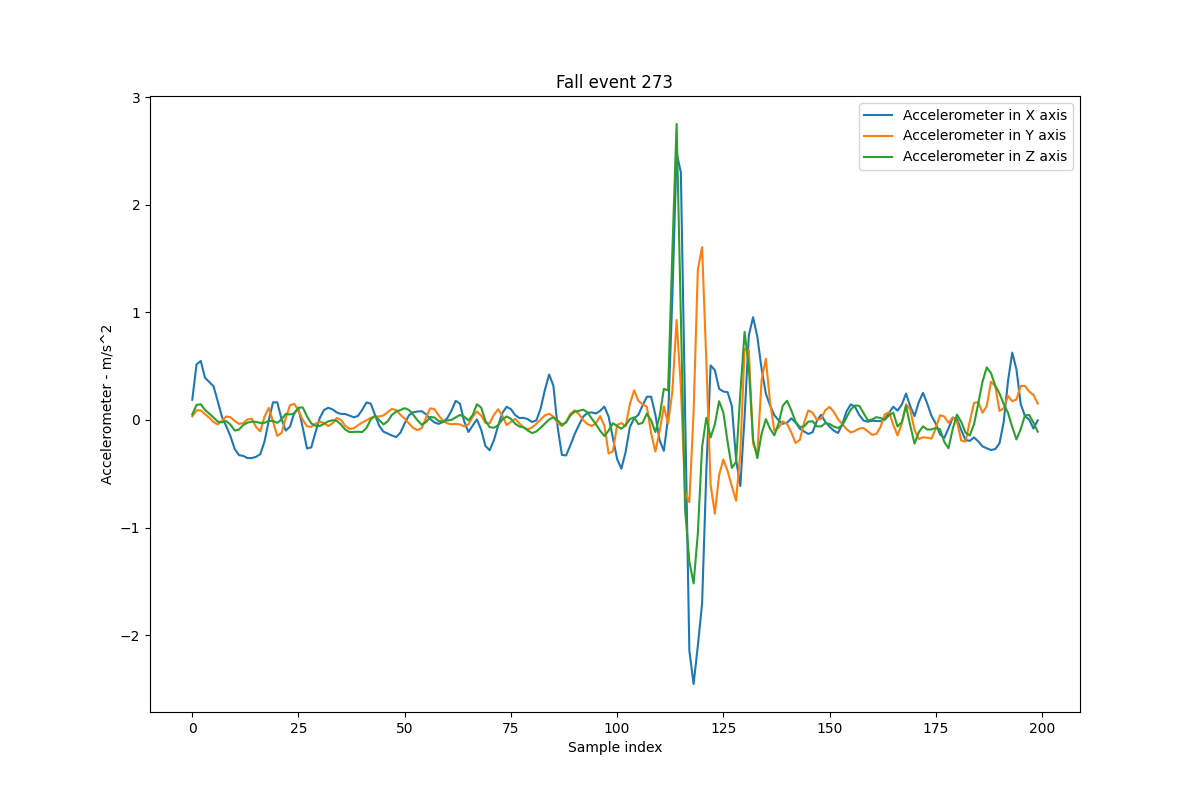 Fall event 273
Accelerometer in X axis
Accelerometer in Y axis
Accelerometer in Z axis
Accelerometer - m/s^2
3
2
1
0
−1
−2
0 25 50 75 100 125 150 175 200
Sample index